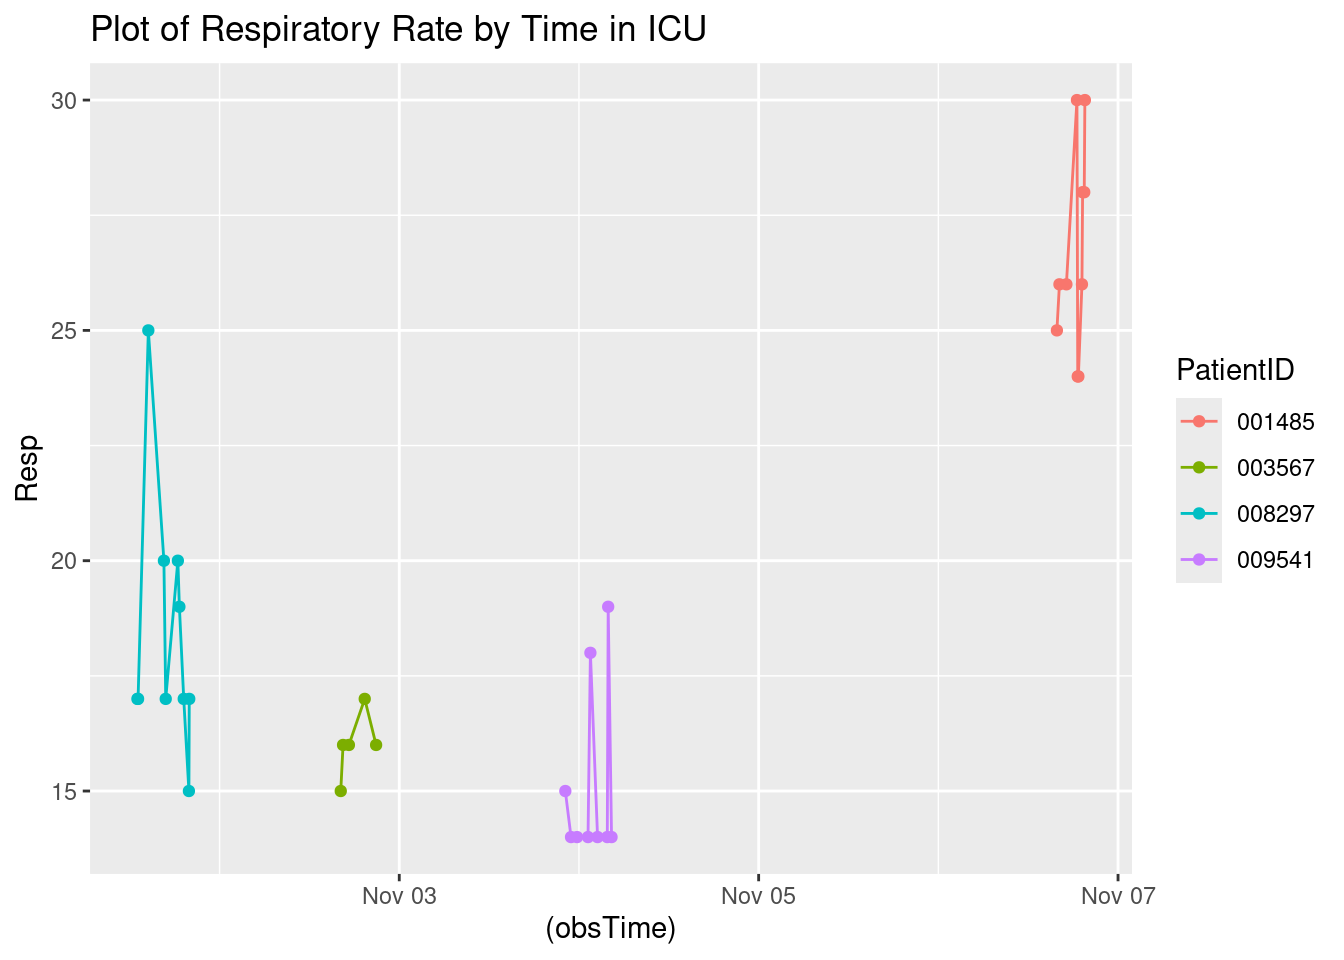 Plot of Respiratory Rate by Time in ICU
30
25
20
15
Resp
Nov 03
Nov 05
Nov 07
(obsTime)
PatientID
001485
003567
008297
009541